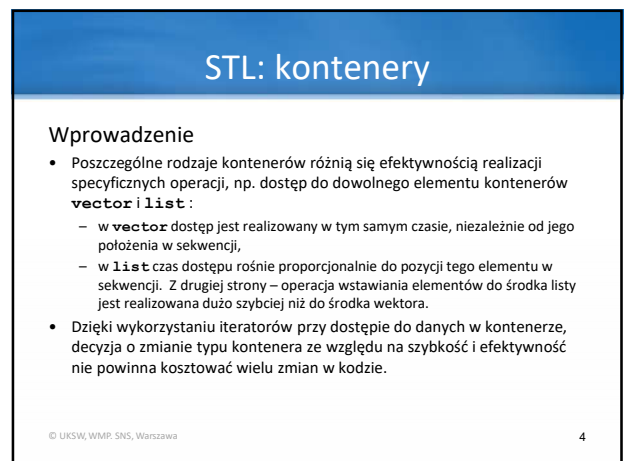 STL: kontenery
Wprowadzenie
• Poszczególne rodzaje kontenerów różnią się efektywnością realizacji
specyficznych operacji, np. dostęp do dowolnego elementu kontenerów
vector i list:
– w vector dostęp jest realizowany w tym samym czasie, niezależnie od jego
położenia w sekwencji,
– w list czas dostępu rośnie proporcjonalnie do pozycji tego elementu w
sekwencji. Z drugiej strony – operacja wstawiania elementów do środka listy
jest realizowana dużo szybciej niż do środka wektora.
• Dzięki wykorzystaniu iteratorów przy dostępie do danych w kontenerze,
decyzja o zmianie typu kontenera ze względu na szybkość i efektywność
nie powinna kosztować wielu zmian w kodzie.
© UKSW, WMP. SNS, Warszawa
4